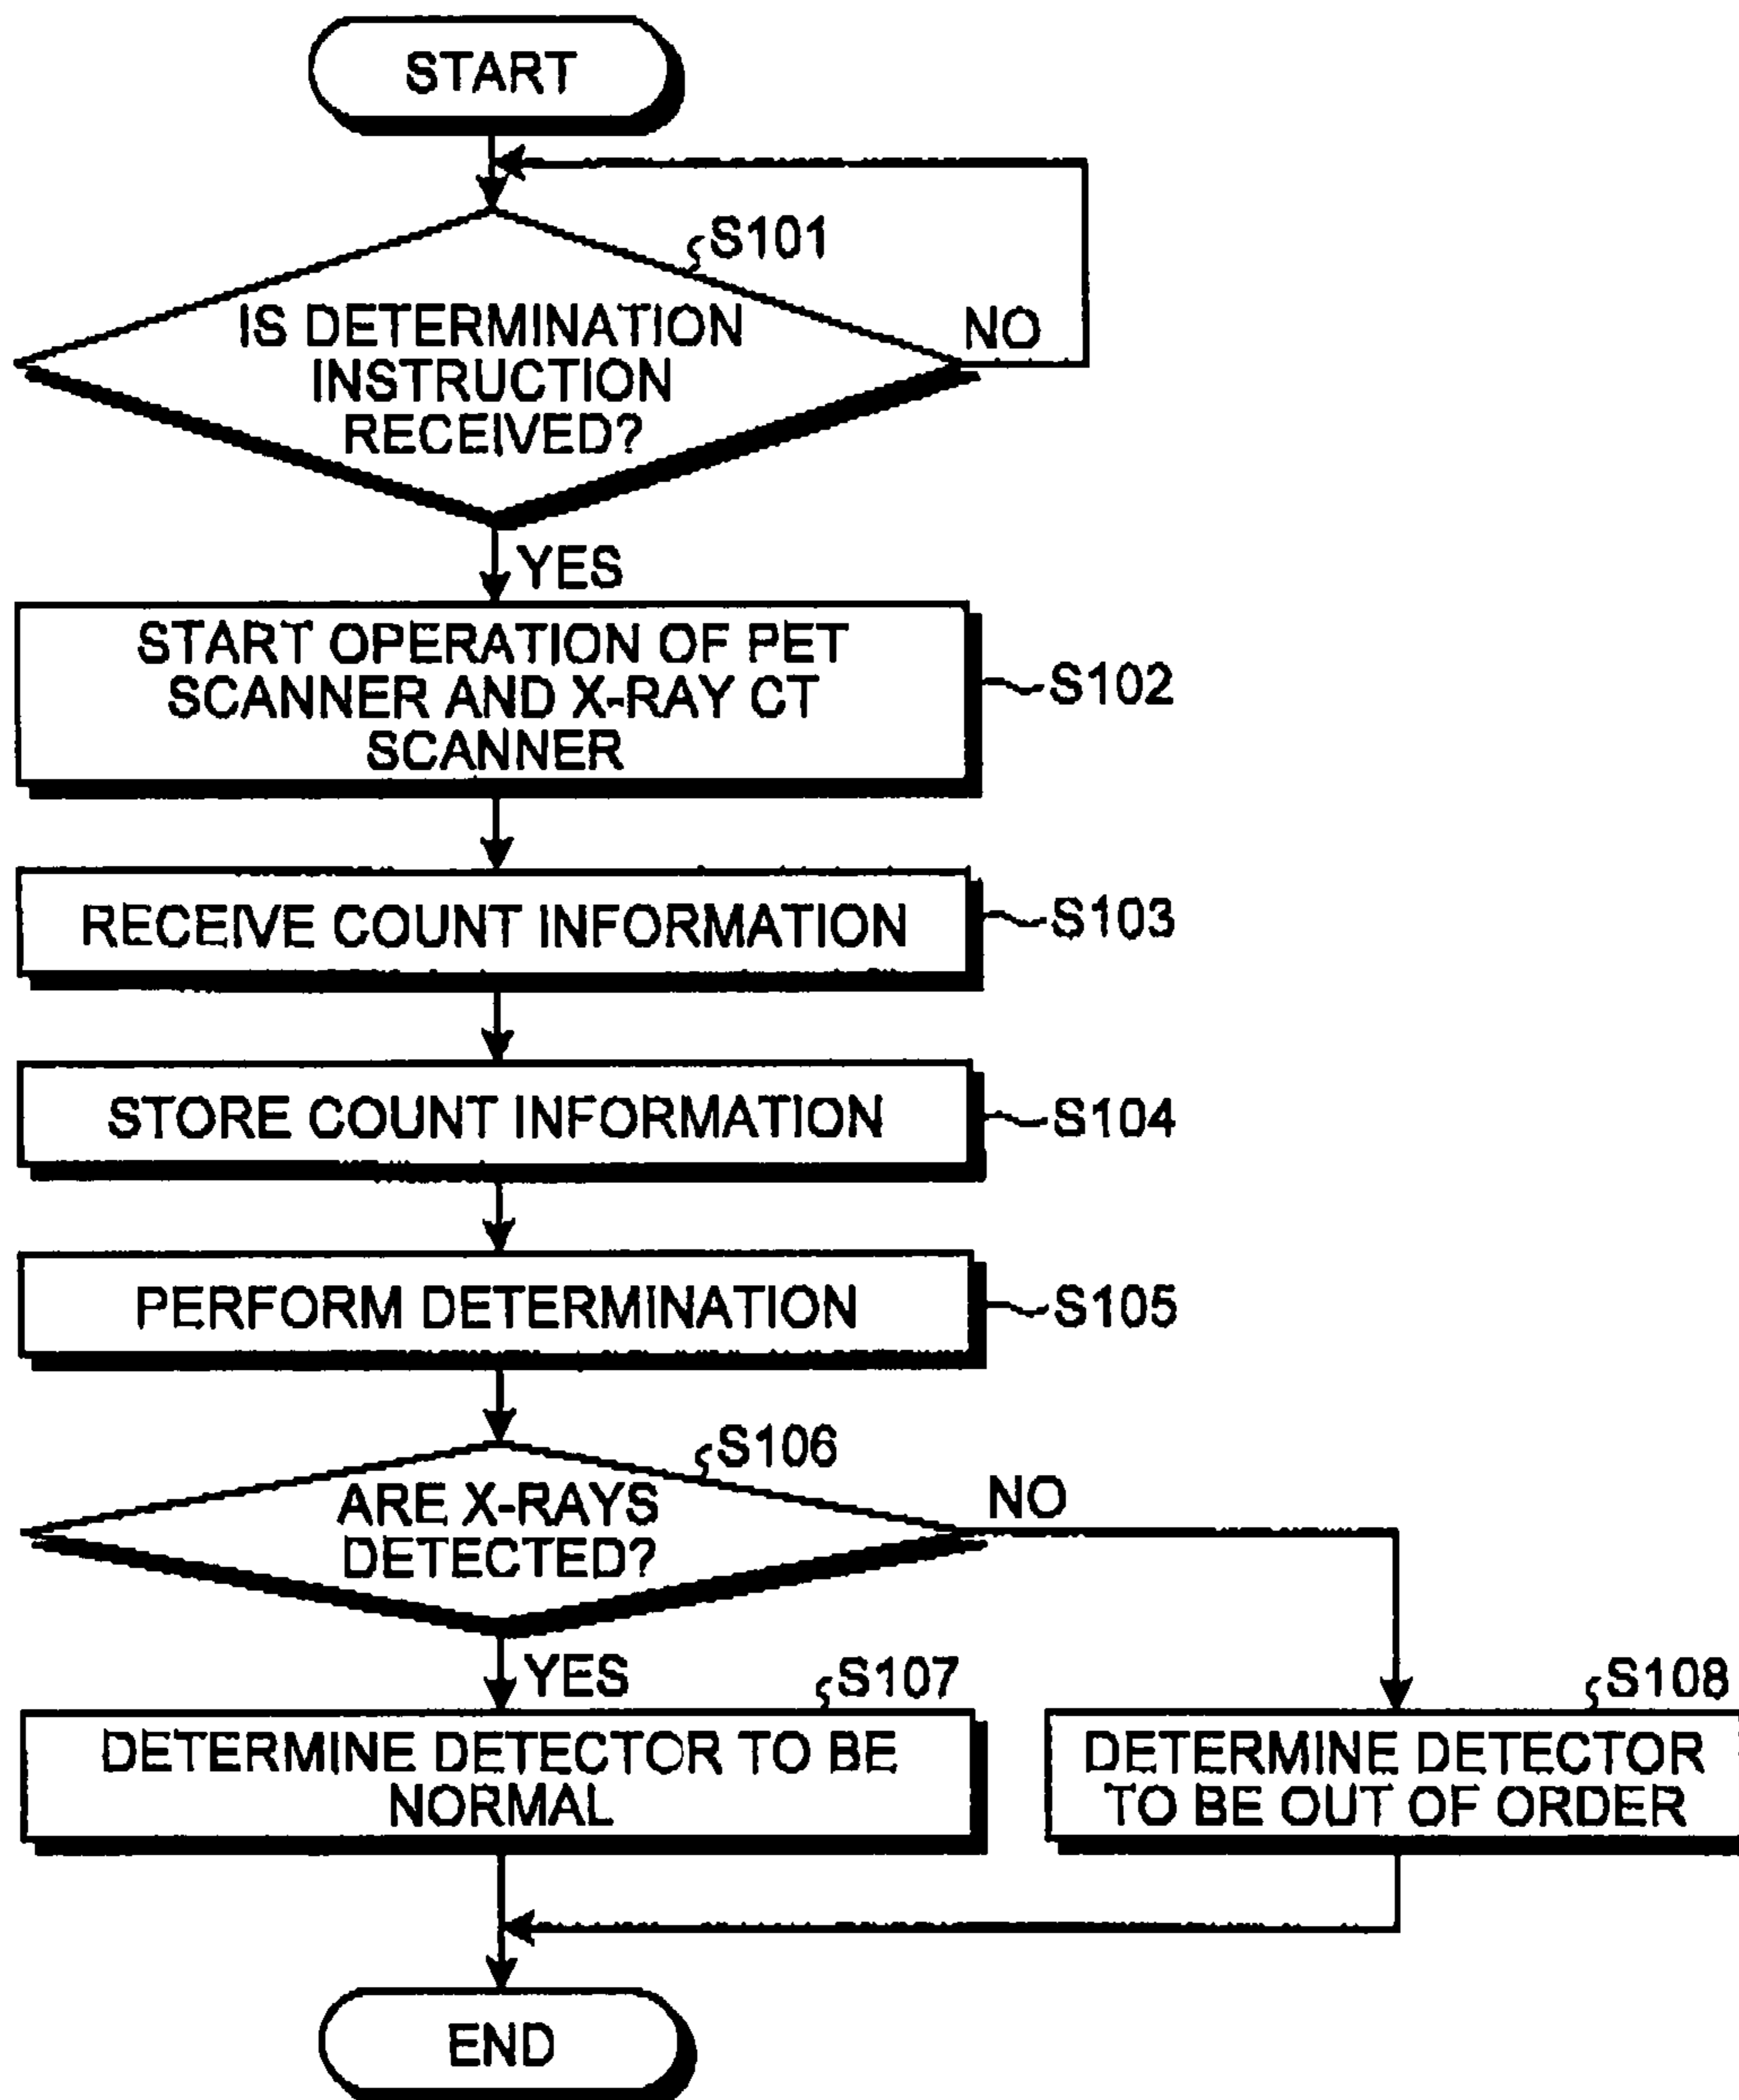 START
S101
IS DETERMINATION
INSTRUCTION
RECEIVED?
NO
YES
START OPERATION OF PET
SCANNER AND X-RAY CT
SCANNER
S102
RECEIVE COUNT INFORMATION
S103
STORE COUNT INFORMATION
S104
PERFORM DETERMINATION
S105
S106
ARE X-RAYS
DETECTED?
NO
YES
S107
DETERMINE DETECTOR TO BE
NORMAL
S108
DETERMINE DETECTOR
TO BE OUT OF ORDER
END